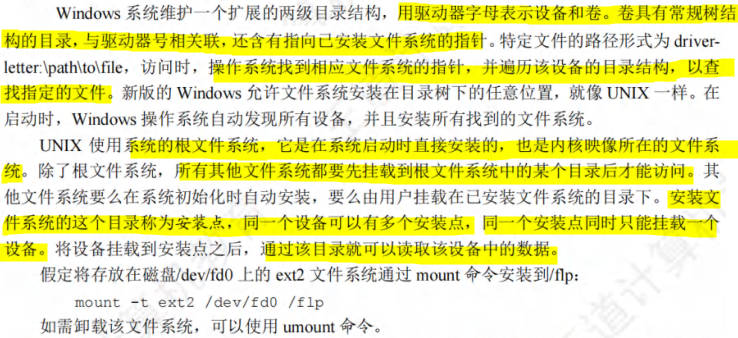 Windows 系统维护一个扩展的两级目录结构，用驱动器字母表示设备和卷。卷具有常规树结
构的目录，与驱动器号相关联，还含有指向已安装文件系统的指针。特定文件的路径形式为 driver-
letter:\path\to\file，访问时，操作系统找到相应文件系统的指针，并遍历该设备的目录结构，以查
找指定的文件。新版的 Windows 允许文件系统安装在目录树下的任意位置，就像 UNIX 一样。在
启动时，Windows 操作系统自动发现所有设备，并且安装所有找到的文件系统。
UNIX 使用系统的根文件系统，它是在系统启动时直接安装的，也是内核映像所在的文件系
统。除了根文件系统，所有其他文件系统都要先挂载到根文件系统中的某个目录后才能访问。其
他文件系统要么在系统初始化时自动安装，要么由用户挂载在已安装文件系统的目录下。安装文
件系统的这个目录称为安装点，同一个设备可以有多个安装点，同一个安装点同时只能挂载一个
设备。将设备挂载到安装点之后，通过该目录就可以读取该设备中的数据。
假定将存放在磁盘/dev/fd0 上的 ext2 文件系统通过 mount 命令安装到/flp：
mount -t ext2 /dev/fd0 /flp
如需卸载该文件系统，可以使用 umount 命令。